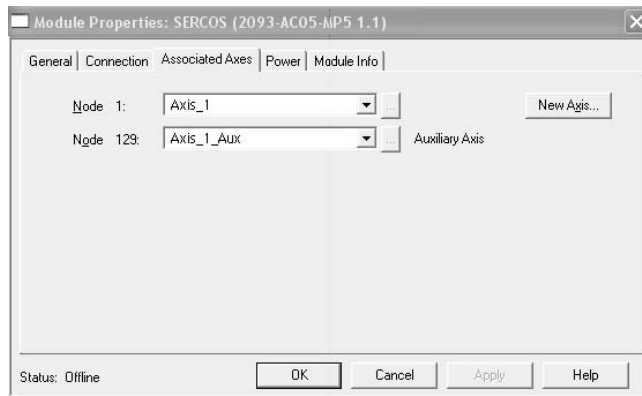 Module Properties: SERCOS (2093-AC05-MP5 1.1)
General Connection Associated Axes Power Module Info
Node 1: Axis_1 ... New Axis...
Node 129: Axis_1_Aux ... Auxiliary Axis
Status: Offline OK Cancel Apply Help